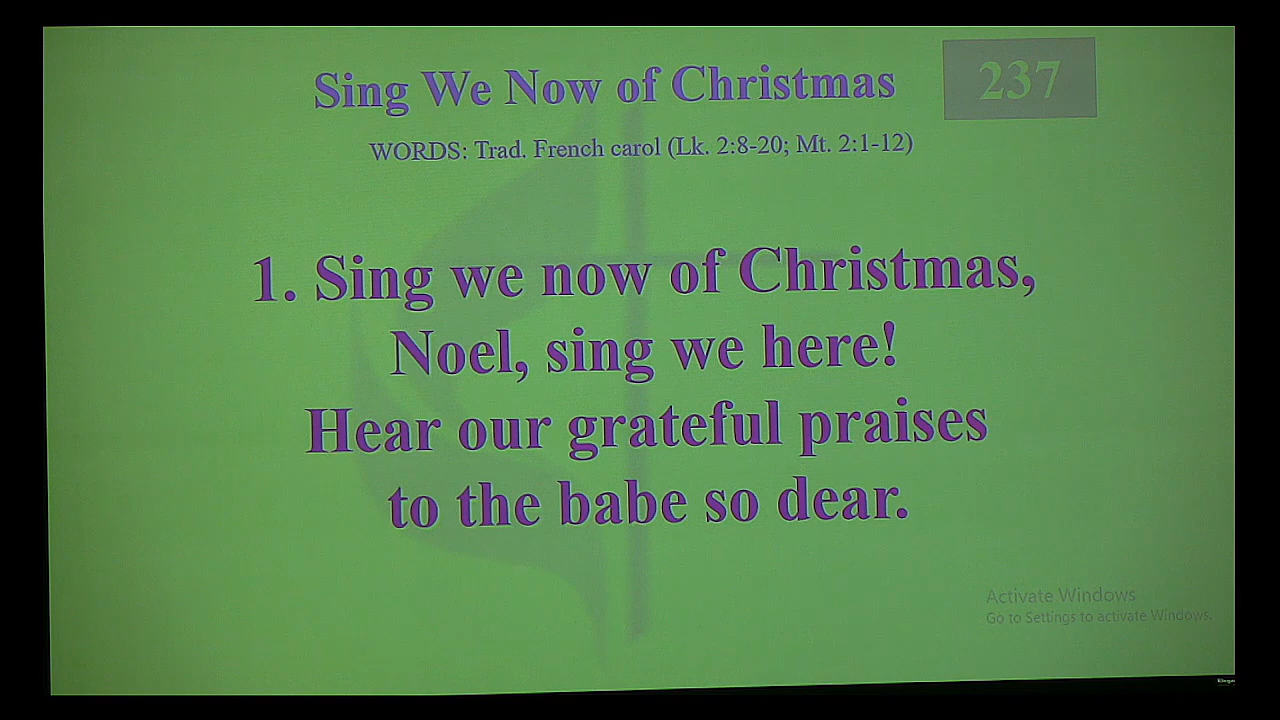 Sing We Now of Christmas
237
WORDS: Trad. French carol (Lk. 2:8-20; Mt. 2:1-12)
1. Sing we now of Christmas,
Noel, sing we here!
Hear our grateful praises
to the babe so dear.
Activate Windows
Go to Settings to activate Windows.